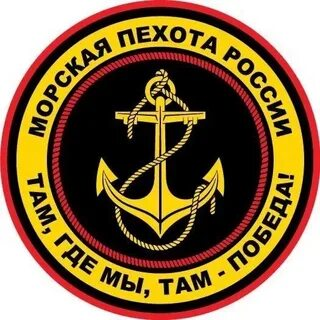 МОРСКАЯ ПЕХОТА РОССИИ
ТАМ, ГДЕ МЫ, ТАМ - ПОБЕДА!